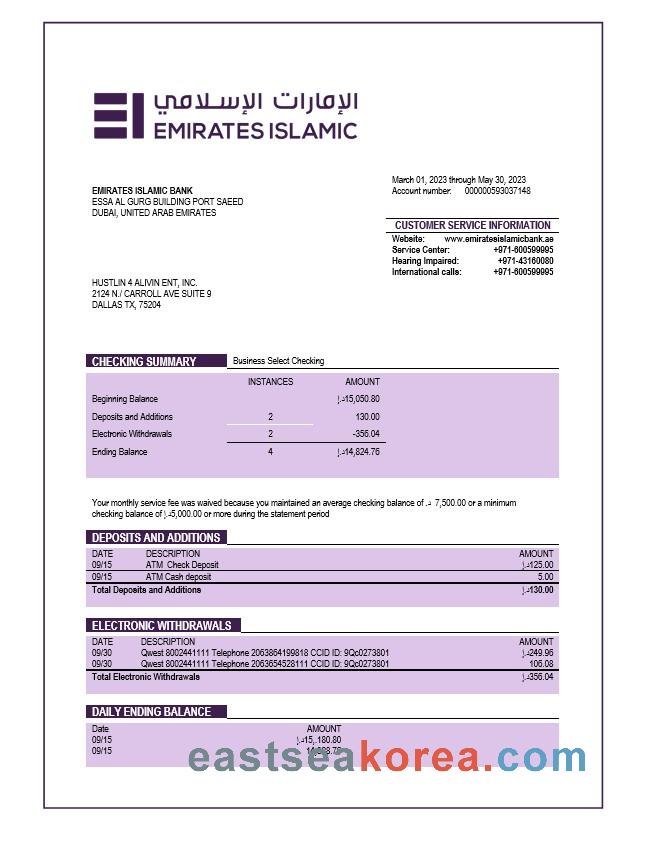 الإمارات الإسلامي
EMIRATES ISLAMIC
March 01, 2023 through May 30, 2023
Account number: 000000593037148
EMIRATES ISLAMIC BANK
ESSA AL GURG BUILDING PORT SAEED
DUBAI, UNITED ARAB EMIRATES
CUSTOMER SERVICE INFORMATION
Website: www.emiratesislamicbank.ae
Service Center: +971-600599995
Hearing Impaired: +971-43160080
International calls: +971-600599995
HUSTLIN 4 ALIVIN ENT, INC.
2124 N./ CARROLL AVE SUITE 9
DALLAS TX, 75204
CHECKING SUMMARY Business Select Checking
INSTANCES AMOUNT
Beginning Balance د.إ15,050.80
Deposits and Additions 2 130.00
Electronic Withdrawals 2 -356.04
Ending Balance 4 د.إ14,824.76
Your monthly service fee was waived because you maintained an average checking balance of د.إ 7,500.00 or a minimum
checking balance of د.إ5,000.00 or more during the statement period
DEPOSITS AND ADDITIONS
DATE DESCRIPTION AMOUNT
09/15 ATM Check Deposit د.إ125.00
09/15 ATM Cash deposit 5.00
Total Deposits and Additions د.إ130.00
ELECTRONIC WITHDRAWALS
DATE DESCRIPTION AMOUNT
09/30 Qwest 8002441111 Telephone 2063864199818 CCID ID: 9Qc0273801 د.إ249.96
09/30 Qwest 8002441111 Telephone 2063654528111 CCID ID: 9Qc0273801 106.08
Total Electronic Withdrawals د.إ356.04
DAILY ENDING BALANCE
Date AMOUNT
09/15 د.إ15,.180.80
09/15
eastseakorea.com